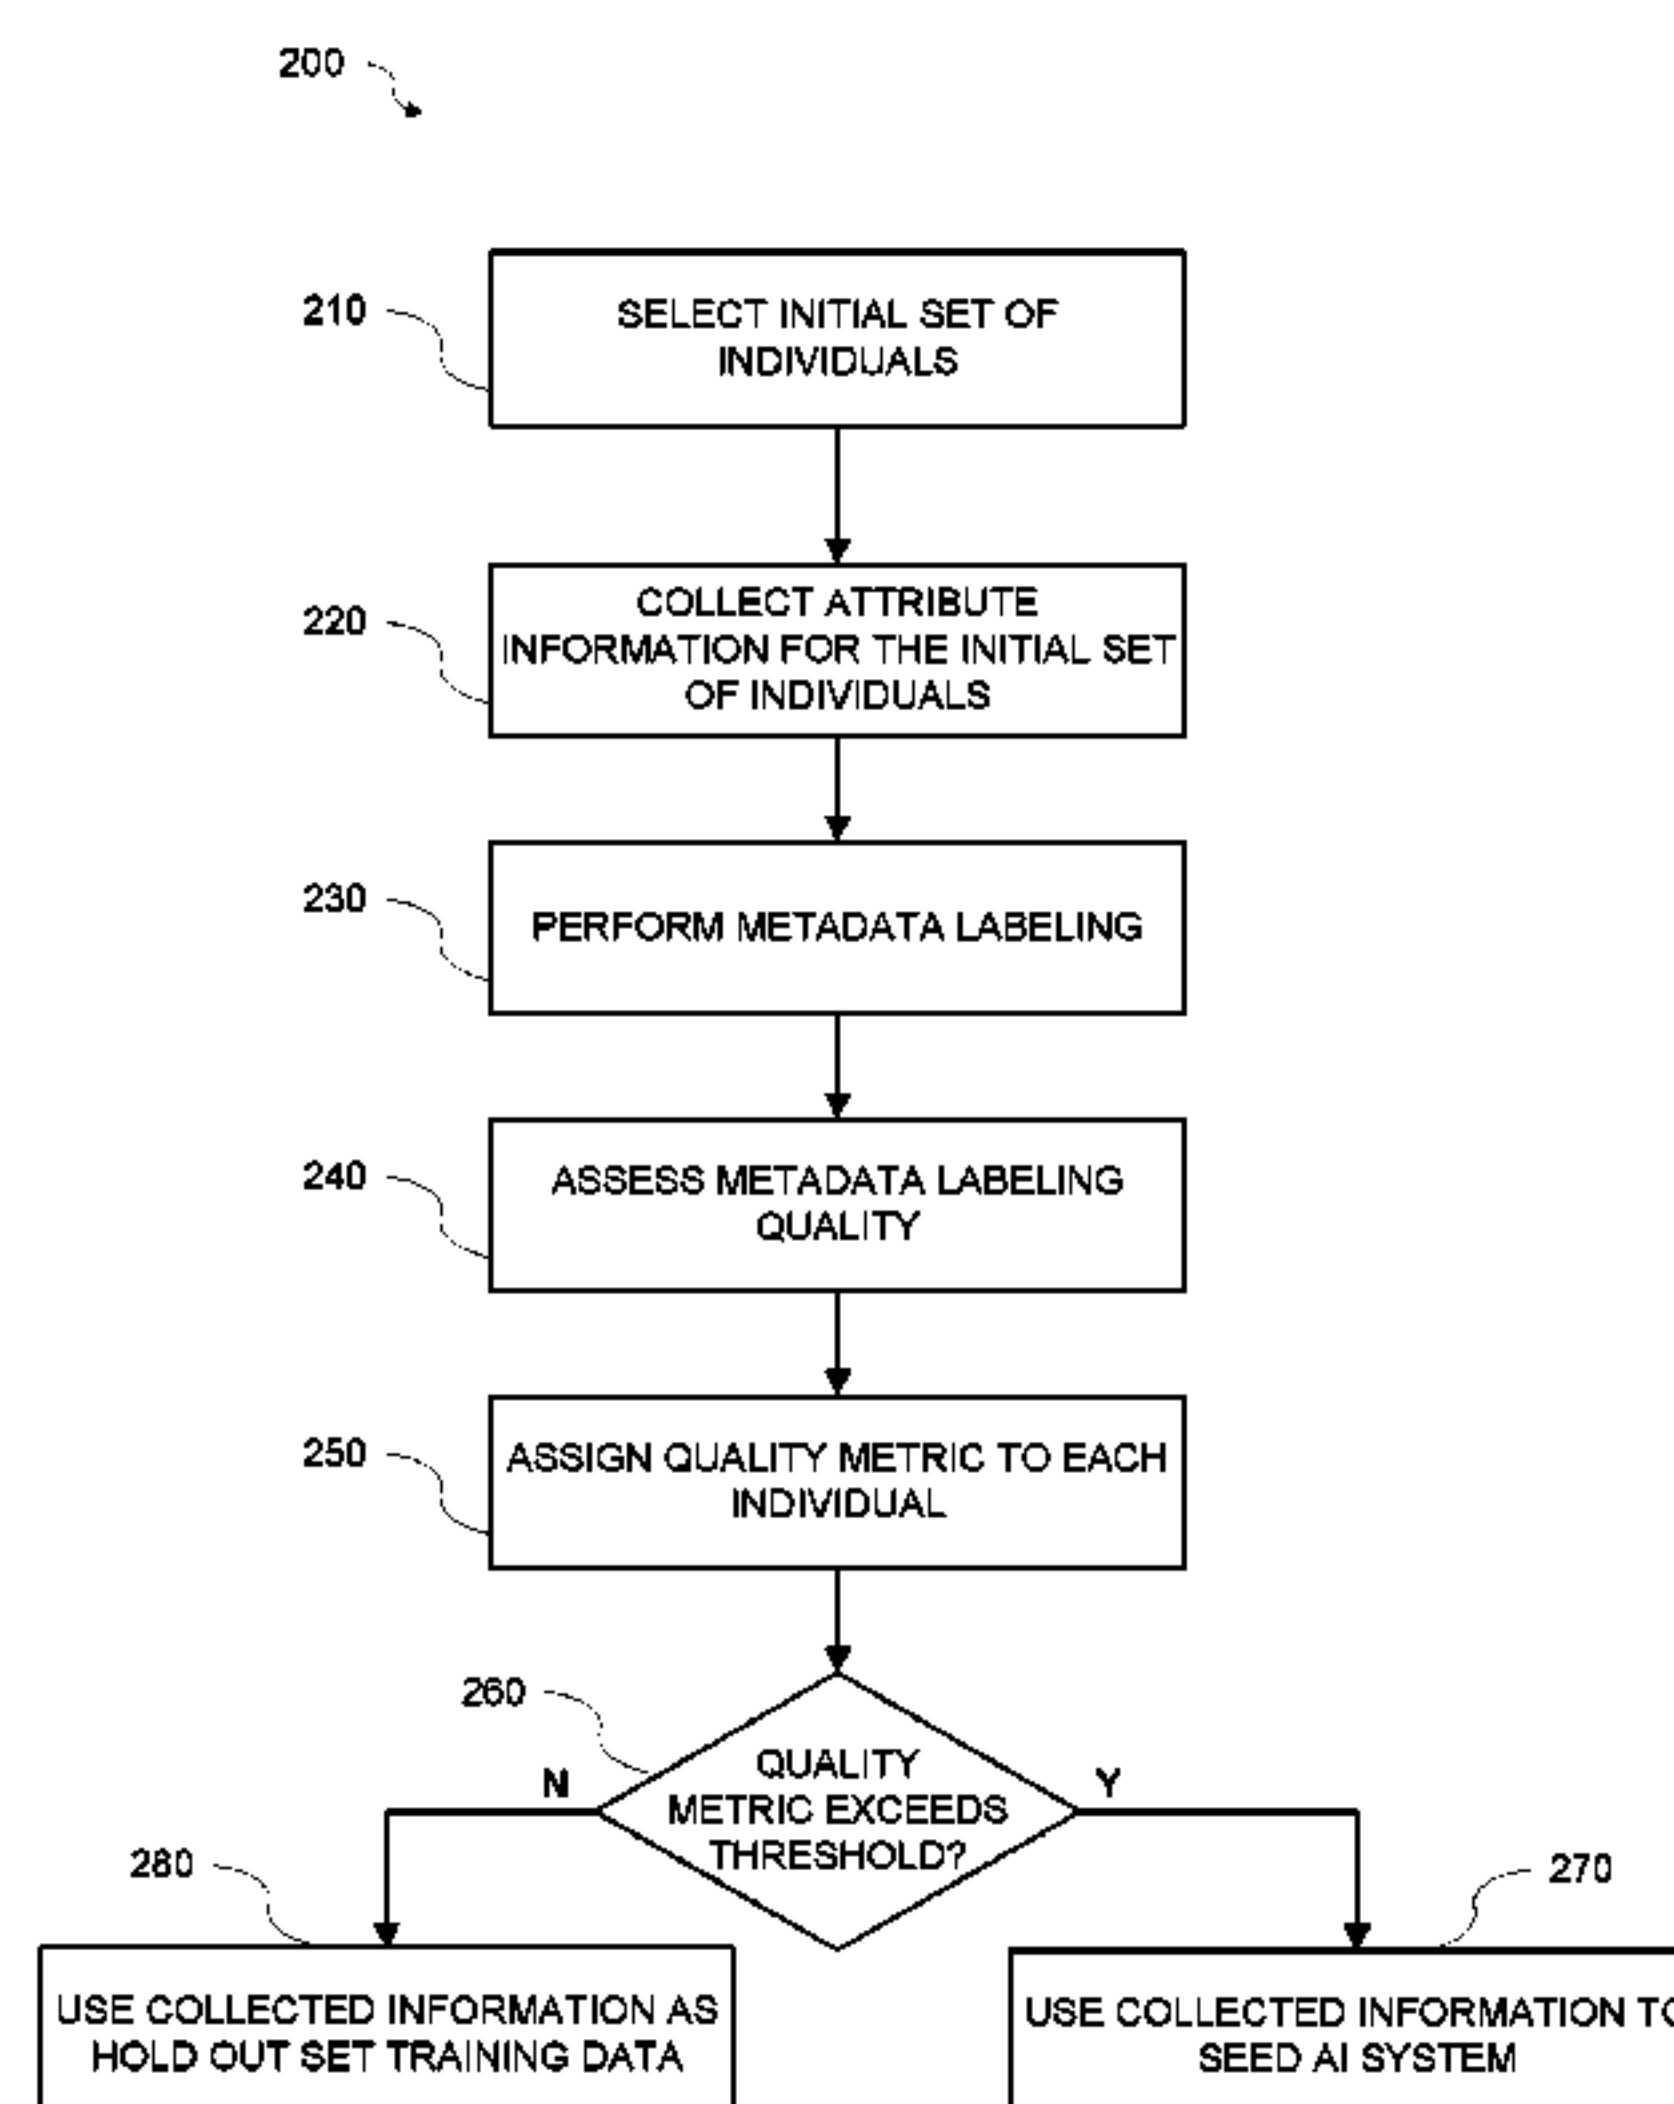 200
210
SELECT INITIAL SET OF
INDIVIDUALS
220
COLLECT ATTRIBUTE
INFORMATION FOR THE INITIAL SET
OF INDIVIDUALS
230
PERFORM METADATA LABELING
240
ASSESS METADATA LABELING
QUALITY
250
ASSIGN QUALITY METRIC TO EACH
INDIVIDUAL
260
QUALITY
METRIC EXCEEDS
THRESHOLD?
N
Y
280
270
USE COLLECTED INFORMATION AS
HOLD OUT SET TRAINING DATA
USE COLLECTED INFORMATION TO
SEED AI SYSTEM